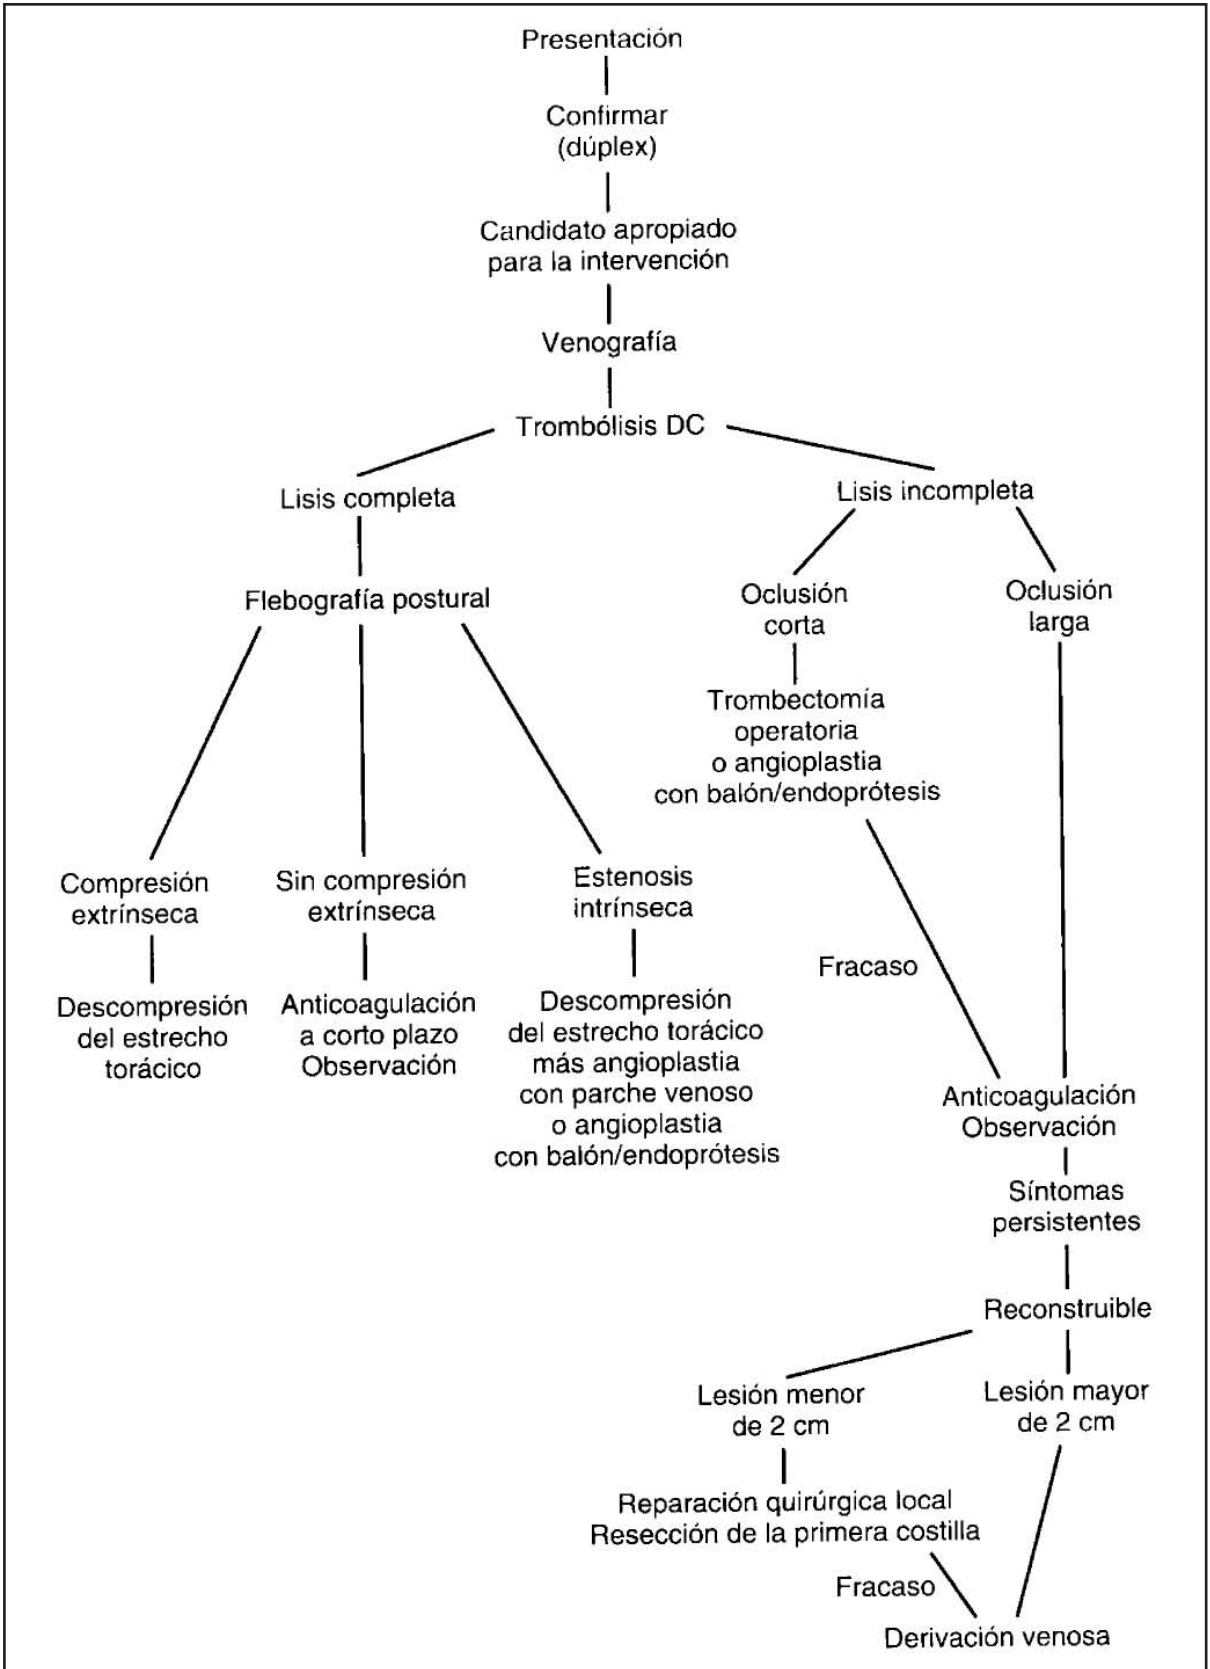 Presentación
Confirmar
(dúplex)
Candidato apropiado
para la intervención
Venografía
Trombólisis DC
Lisis completa
Lisis incompleta
Flebografía postural
Oclusión
corta
Oclusión
larga
Trombectomía
operatoria
o angioplastia
con balón/endoprótesis
Compresión
extrínseca
Sin compresión
extrínseca
Estenosis
intrínseca
Fracaso
Descompresión
del estrecho
torácico
Anticoagulación
a corto plazo
Observación
Descompresión
del estrecho torácico
más angioplastia
con parche venoso
o angioplastia
con balón/endoprótesis
Anticoagulación
Observación
Síntomas
persistentes
Reconstruible
Lesión menor
de 2 cm
Lesión mayor
de 2 cm
Reparación quirúrgica local
Resección de la primera costilla
Fracaso
Derivación venosa